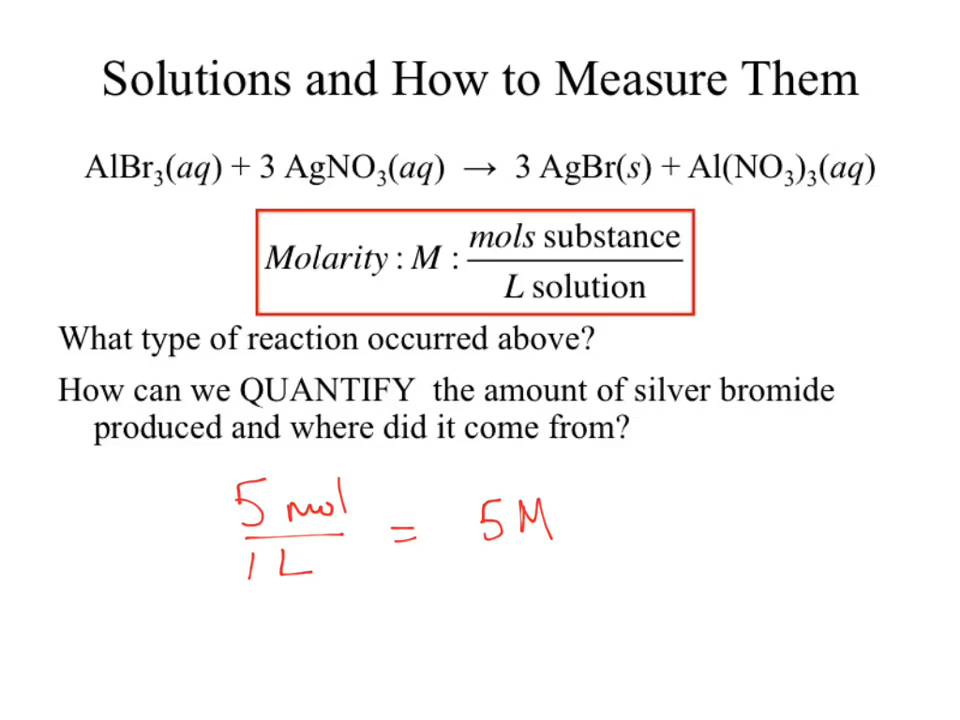 Solutions and How to Measure Them
AlBr₃(aq) + 3 AgNO₃(aq) → 3 AgBr(s) + Al(NO₃)₃(aq)
Molarity : M : mols substance
L solution
What type of reaction occurred above?
How can we QUANTIFY the amount of silver bromide
produced and where did it come from?
5 mol
= 5 M
1 L